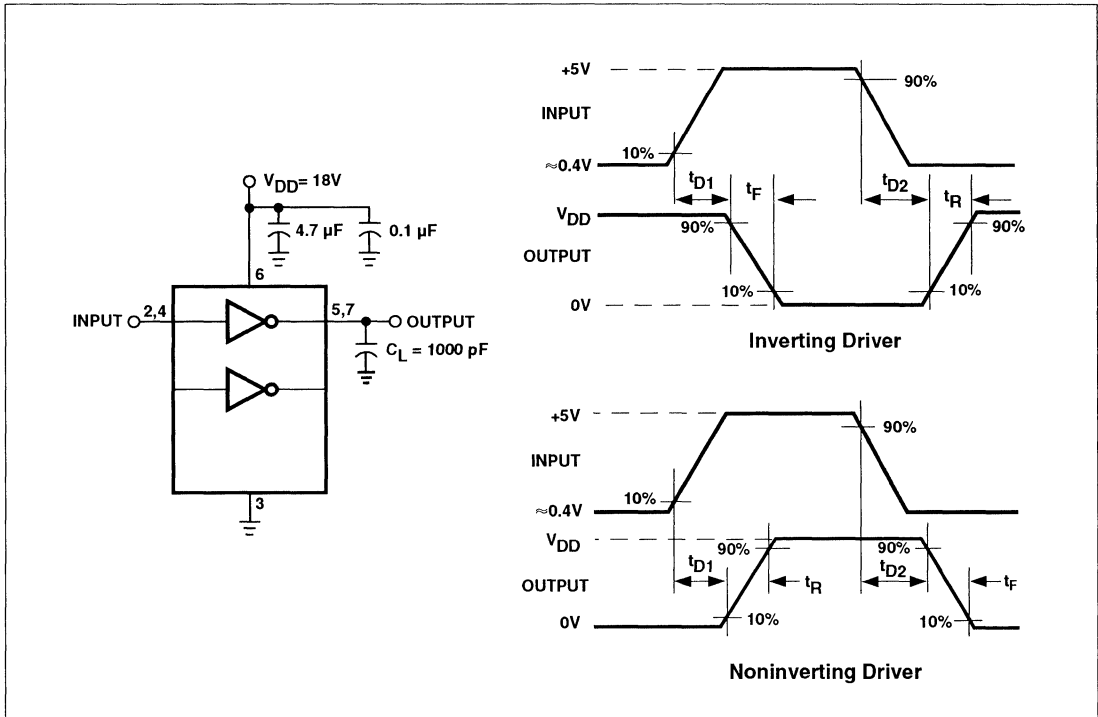 V_DD = 18V
4.7 µF
0.1 µF
6
INPUT
2,4
5,7
OUTPUT
C_L = 1000 pF
3
+5V
INPUT
90%
10%
≈0.4V
t_D1
t_F
t_D2
t_R
V_DD
90%
90%
OUTPUT
10%
10%
0V
Inverting Driver
+5V
90%
INPUT
10%
≈0.4V
V_DD
90%
90%
t_D1
t_R
t_D2
t_F
OUTPUT
10%
10%
0V
Noninverting Driver